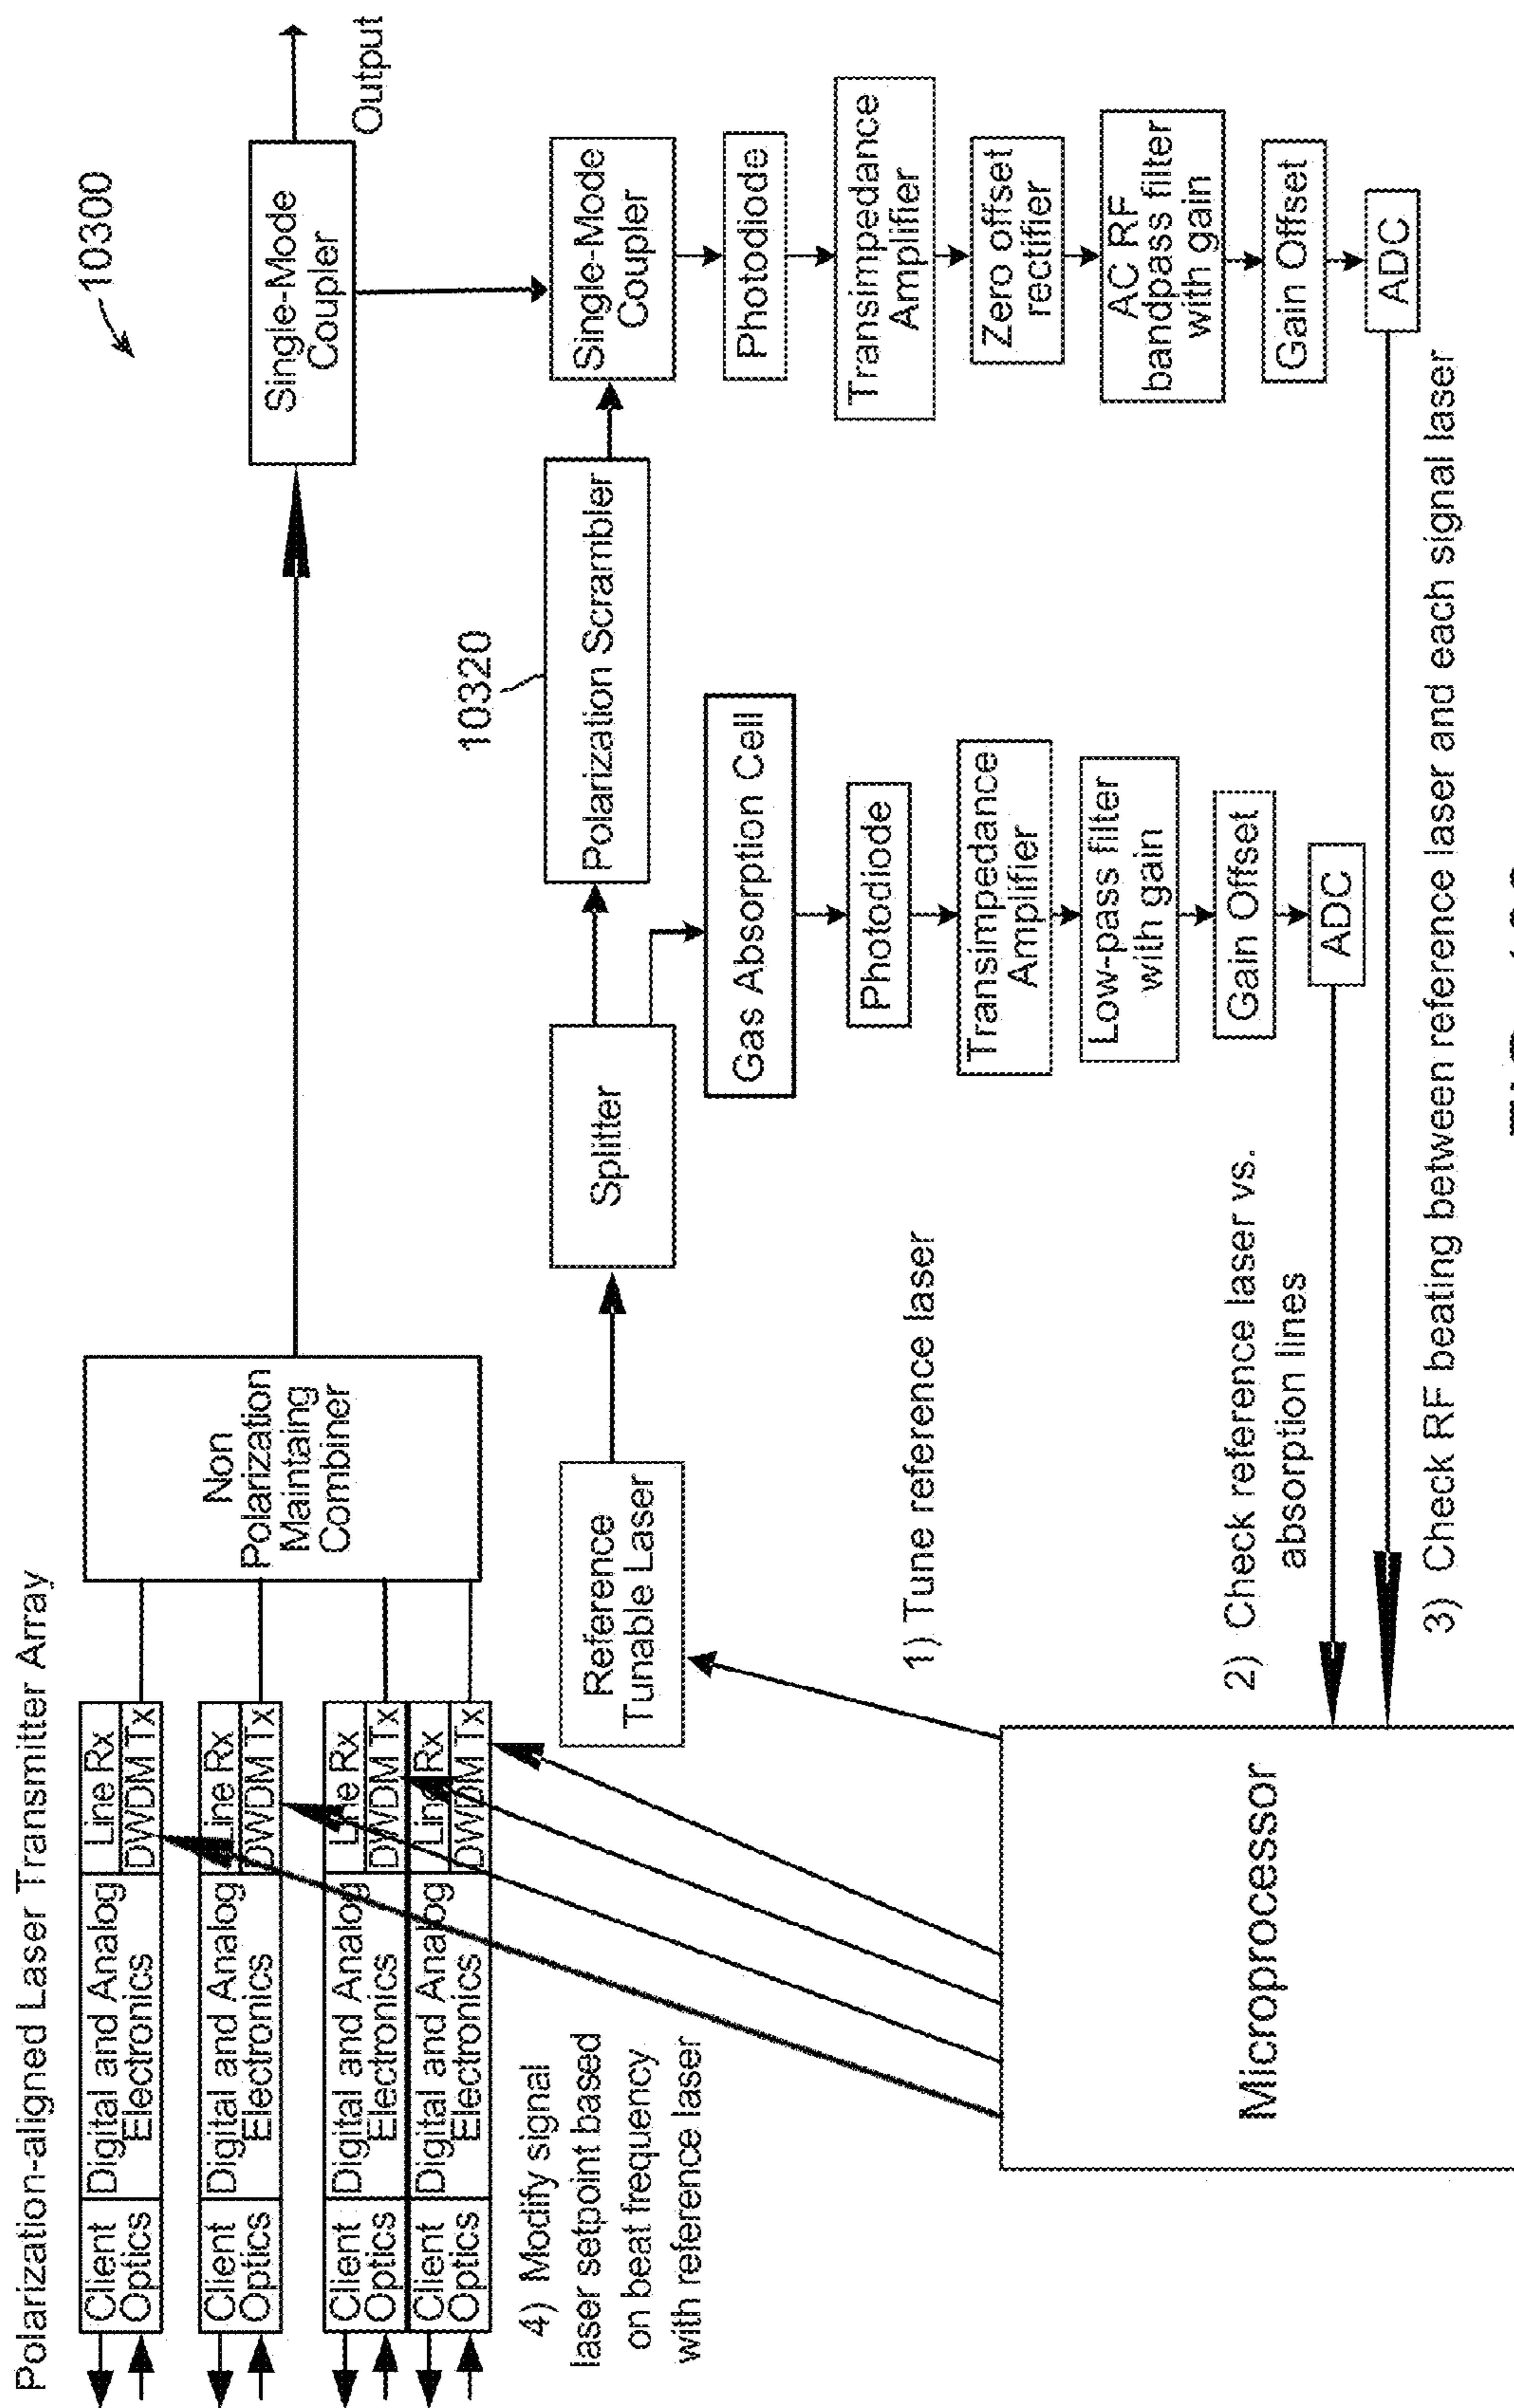 10300
Polarization-aligned Laser Transmitter Array
Client
Optics
Digital and Analog
Electronics
Line Rx
DWDM Tx
Client
Optics
Digital and Analog
Electronics
Line Rx
DWDM Tx
Client
Optics
Digital and Analog
Electronics
Line Rx
DWDM Tx
Client
Optics
Digital and Analog
Electronics
Line Rx
DWDM Tx
Non
Polarization
Maintaing
Combiner
Single-Mode
Coupler
Output
4) Modify signal
laser setpoint based
on beat frequency
with reference laser
Reference
Tunable Laser
Splitter
10320
Polarization Scrambler
Single-Mode
Coupler
Gas Absorption Cell
Photodiode
Transimpedance
Amplifier
Low-pass filter
with gain
Gain Offset
ADC
Photodiode
Transimpedance
Amplifier
Zero offset
rectifier
AC RF
bandpass filter
with gain
Gain Offset
ADC
1) Tune reference laser
2) Check reference laser vs.
absorption lines
3) Check RF beating between reference laser and each signal laser
Microprocessor